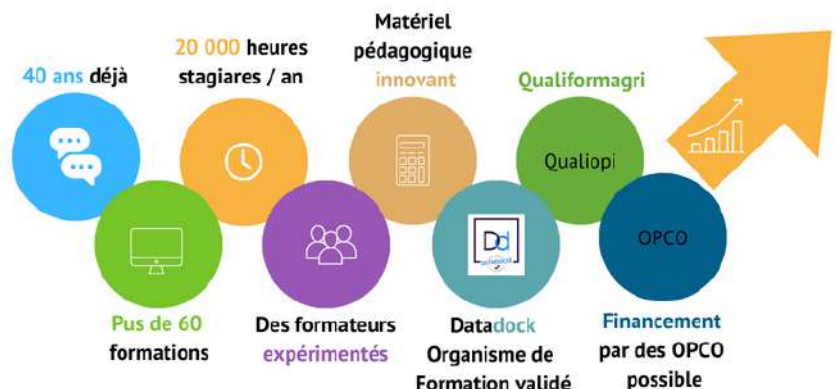 40 ans déjà
20 000 heures
stagiares / an
Matériel
pédagogique
innovant
Qualiformagri
Qualiopi
OPCO
Dd
Pus de 60
formations
Des formateurs
expérimentés
Datadock
Organisme de
Formation validé
Financement
par des OPCO
possible